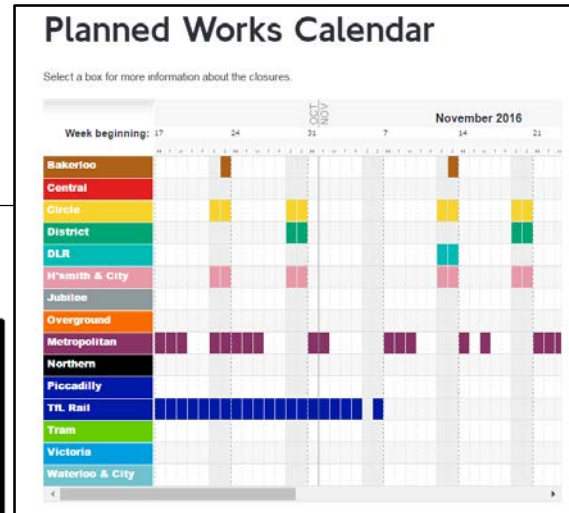 Planned Works Calendar
Select a box for more information about the closures.
OCT
NOV
November 2016
Week beginning: 17 24 31 7 14 21
Bakerloo
Central
Circle
District
DLR
H'smith & City
Jubilee
Overground
Metropolitan
Northern
Piccadilly
TfL Rail
Tram
Victoria
Waterloo & City